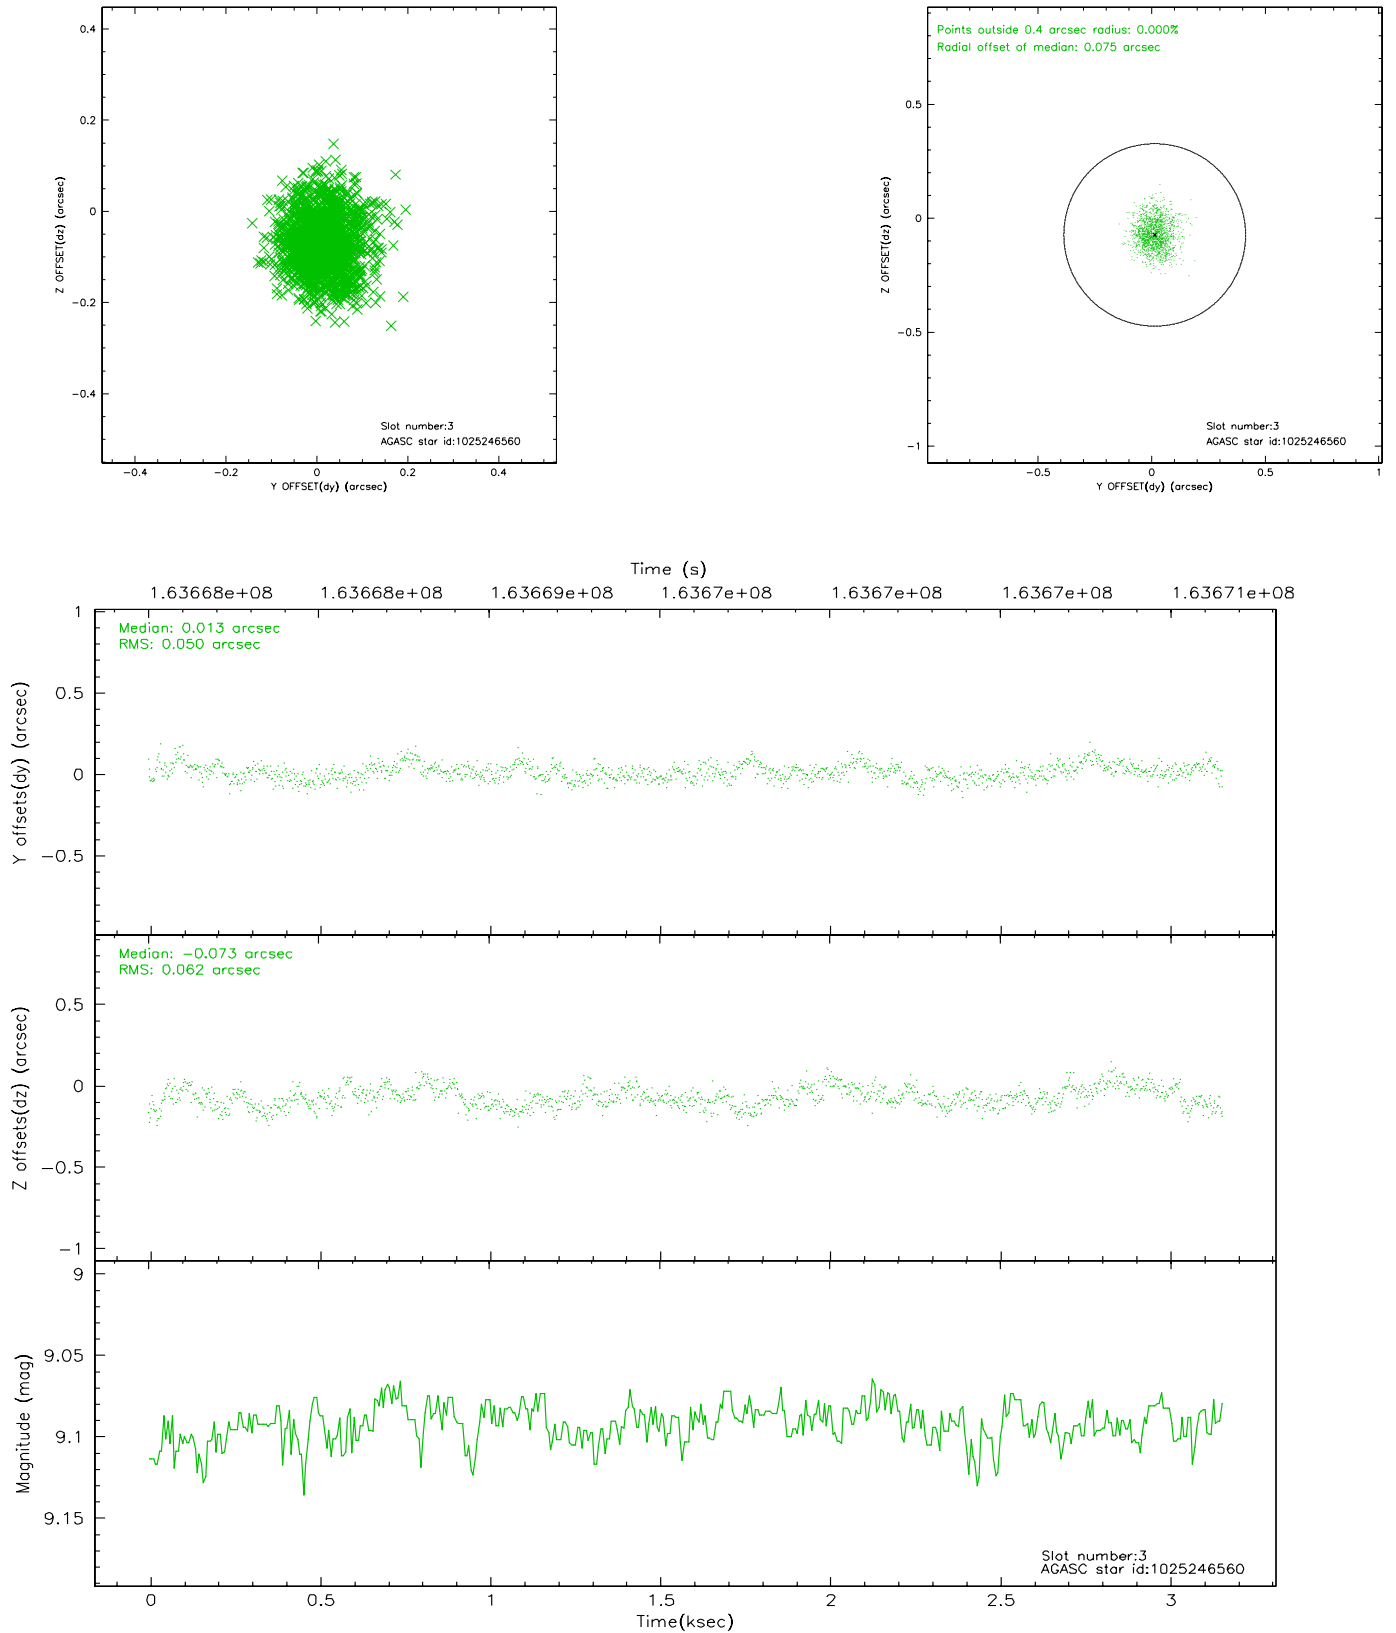 0.4
0.2
0
−0.2
−0.4
Z OFFSET(dz) (arcsec)
Slot number:3
AGASC star id:1025246560
−0.4 −0.2 0 0.2 0.4
Y OFFSET(dy) (arcsec)
Points outside 0.4 arcsec radius: 0.000%
Radial offset of median: 0.075 arcsec
0.5
0
−0.5
−1
Z OFFSET(dz) (arcsec)
Slot number:3
AGASC star id:1025246560
−0.5 0 0.5 1
Y OFFSET(dy) (arcsec)
Time (s)
1.63668e+08 1.63668e+08 1.63669e+08 1.6367e+08 1.6367e+08 1.6367e+08 1.63671e+08
1
Median: 0.013 arcsec
RMS: 0.050 arcsec
0.5
0
−0.5
Y offsets(dy) (arcsec)
Median: −0.073 arcsec
RMS: 0.062 arcsec
0.5
0
−0.5
−1
Z offsets(dz) (arcsec)
9
9.05
9.1
9.15
Magnitude (mag)
Slot number:3
AGASC star id:1025246560
0 0.5 1 1.5 2 2.5 3
Time(ksec)